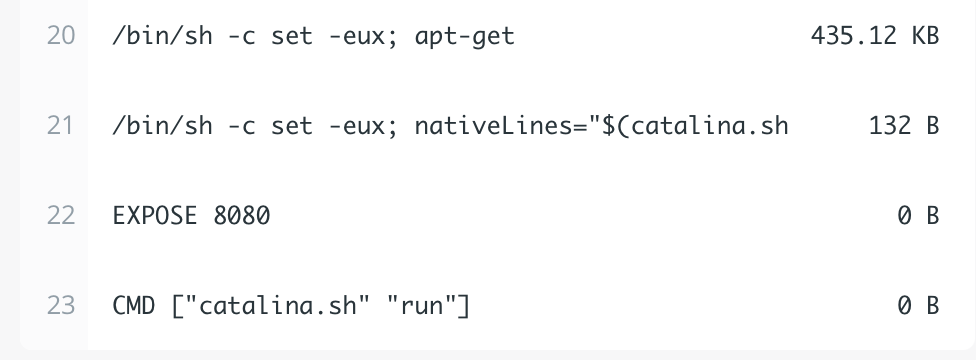 20 /bin/sh -c set -eux; apt-get 435.12 KB
21 /bin/sh -c set -eux; nativeLines="$(catalina.sh 132 B
22 EXPOSE 8080 0 B
23 CMD ["catalina.sh" "run"] 0 B